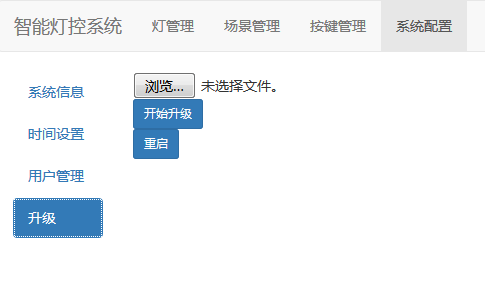 智能灯控系统 灯管理 场景管理 按键管理 系统配置
系统信息
时间设置
用户管理
升级
浏览... 未选择文件。
开始升级
重启